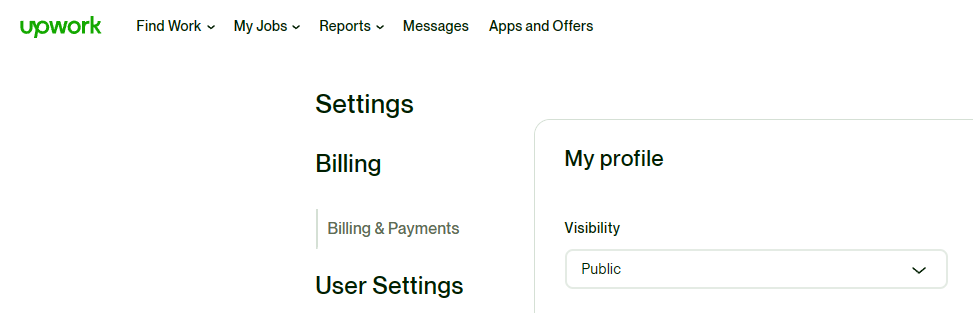 upwork Find Work My Jobs Reports Messages Apps and Offers
Settings
Billing
Billing & Payments
User Settings
My profile
Visibility
Public